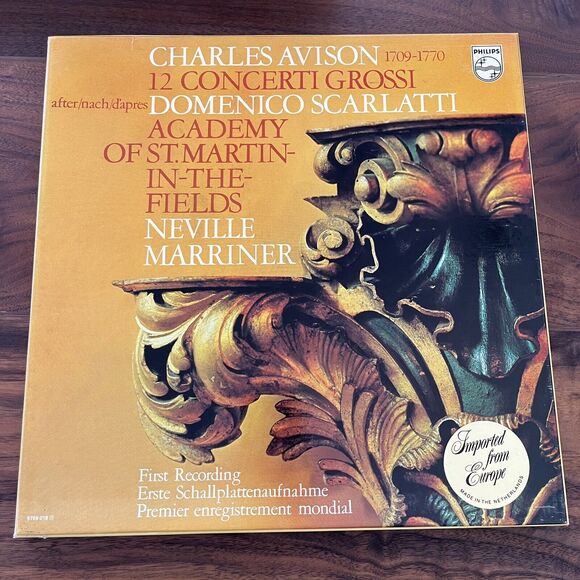 CHARLES AVISON 1709-1770
12 CONCERTI GROSSI
after/nach/d'après DOMENICO SCARLATTI
ACADEMY
OF ST. MARTIN-
IN-THE-
FIELDS
NEVILLE
MARRINER
PHILIPS
First Recording
Erste Schallplattenaufnahme
Premier enregistrement mondial
Imported
from
Europe
MADE IN THE NETHERLANDS